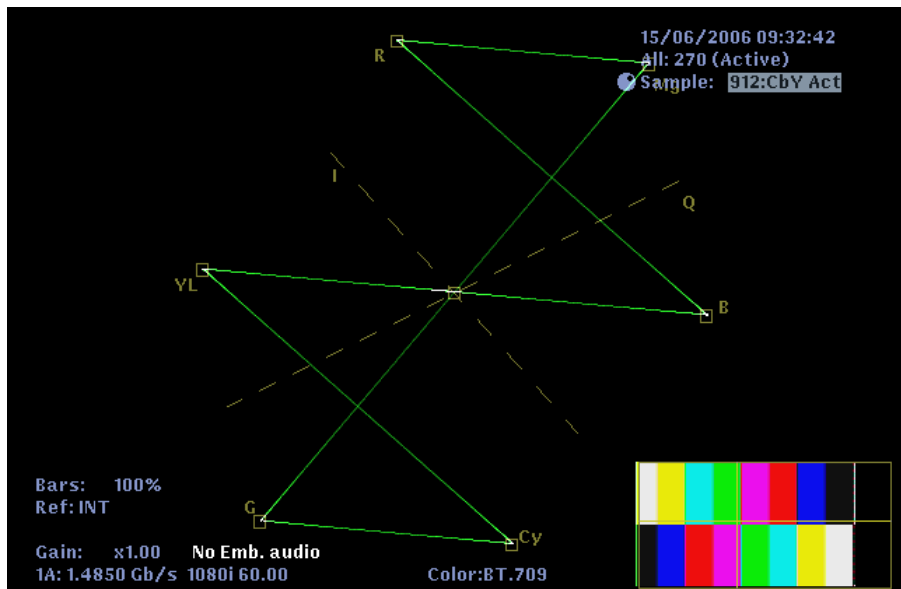 15/06/2006 09:32:42
R
All: 270 (Active)
Sample: 912:CbY Act
Mg
I
Q
YL
B
Bars: 100%
Ref: INT
G
Cy
Gain: x1.00 No Emb. audio
1A: 1.4850 Gb/s 1080i 60.00 Color:BT.709